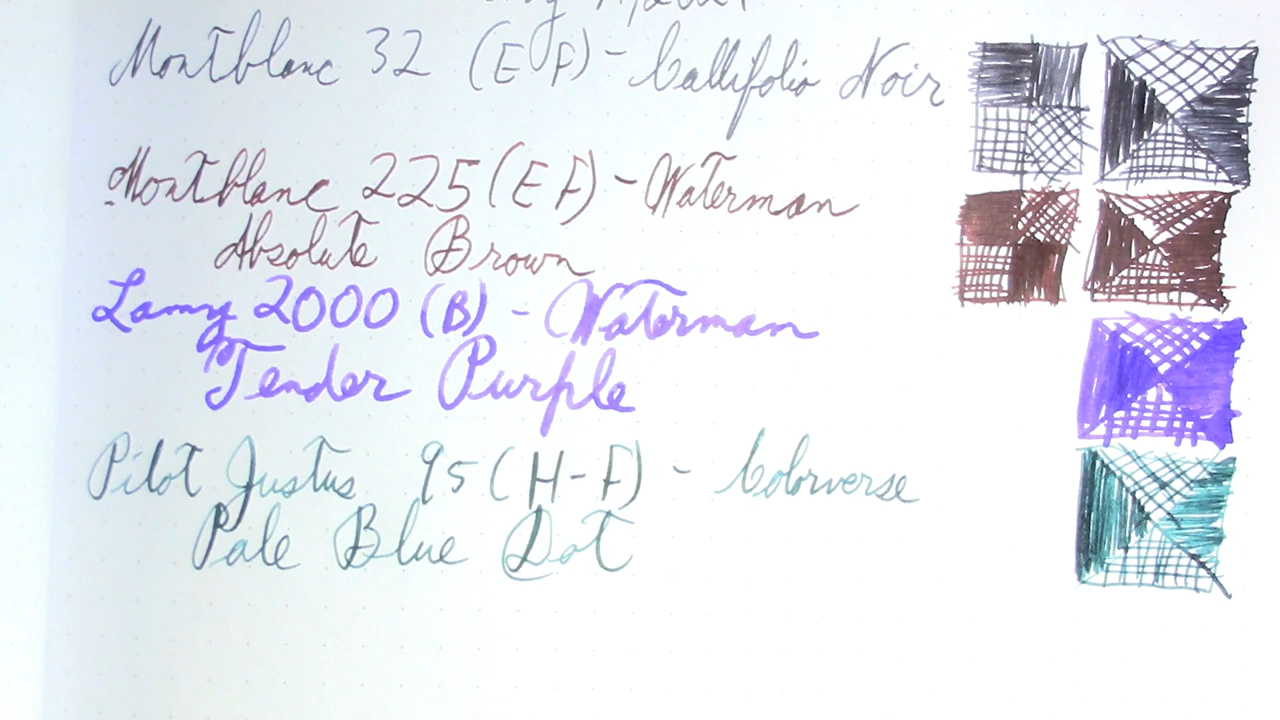 Montblanc 32 (EF) - Callifolio Noir
Montblanc 225 (EF) - Waterman
Absolute Brown
Lamy 2000 (B) - Waterman
Tender Purple
Pilot Justus 95 (H-F) - Colorverse
Pale Blue Dot